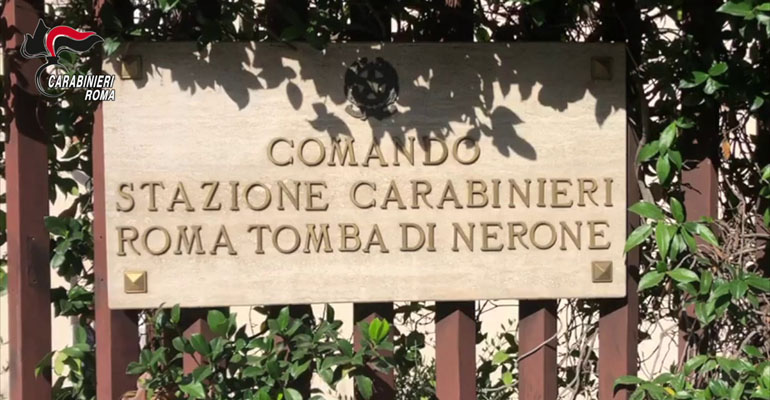 CARABINIERI
ROMA
COMANDO
STAZIONE CARABINIERI
ROMA TOMBA DI NERONE